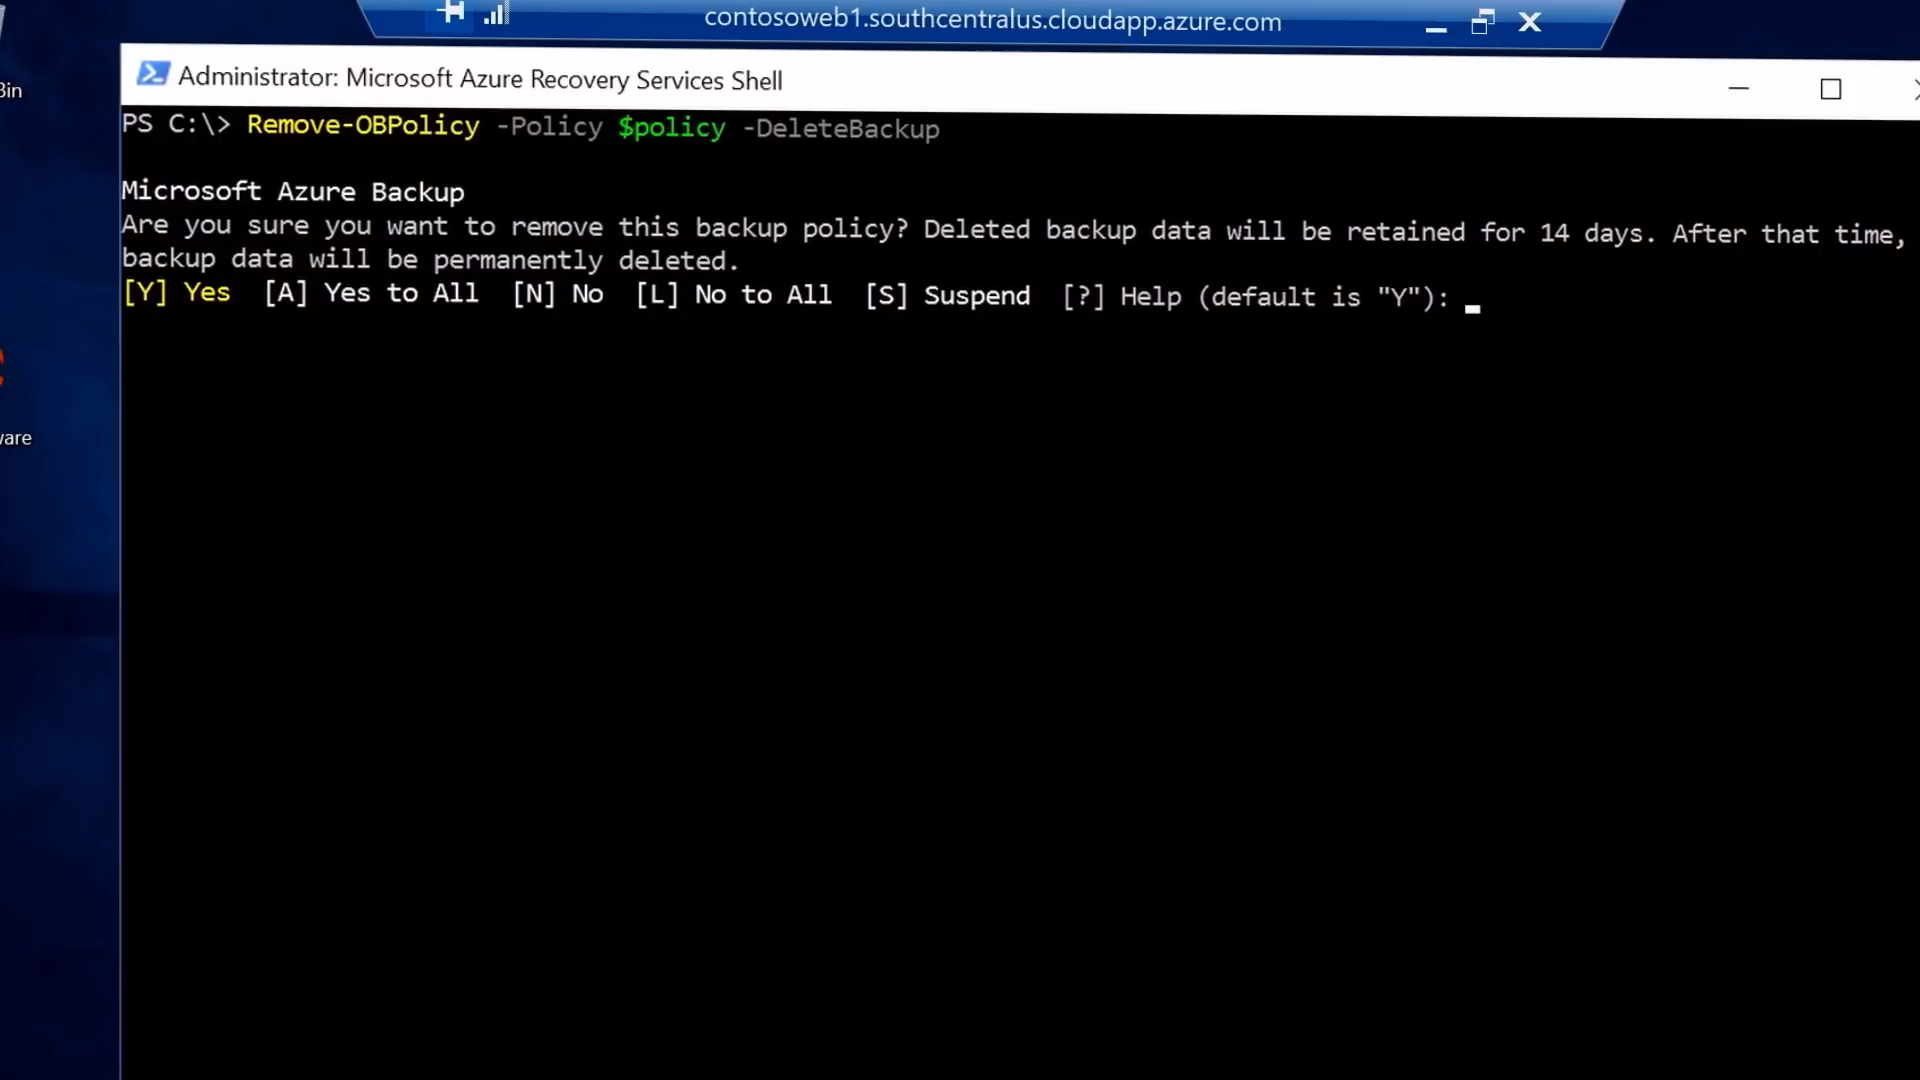 contosoweb1.southcentralus.cloudapp.azure.com
Bin
Administrator: Microsoft Azure Recovery Services Shell
PS C:\> Remove-OBPolicy -Policy $policy -DeleteBackup
Microsoft Azure Backup
Are you sure you want to remove this backup policy? Deleted backup data will be retained for 14 days. After that time,
backup data will be permanently deleted.
[Y] Yes  [A] Yes to All  [N] No  [L] No to All  [S] Suspend  [?] Help (default is "Y"):
ware